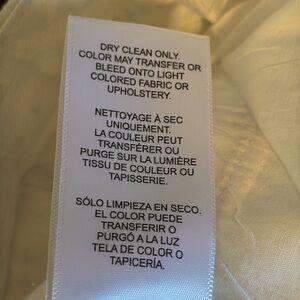 DRY CLEAN ONLY.
COLOR MAY TRANSFER OR
BLEED ONTO LIGHT
COLORED FABRIC OR
UPHOLSTERY.
NETTOYAGE À SEC
UNIQUEMENT.
LA COULEUR PEUT
TRANSFÉRER OU
PURGE SUR LA LUMIÈRE
TISSU DE COULEUR OU
TAPISSERIE.
SÓLO LIMPIEZA EN SECO.
EL COLOR PUEDE
TRANSFERIR O
PURGÓ A LA LUZ
TELA DE COLOR O
TAPICERÍA.